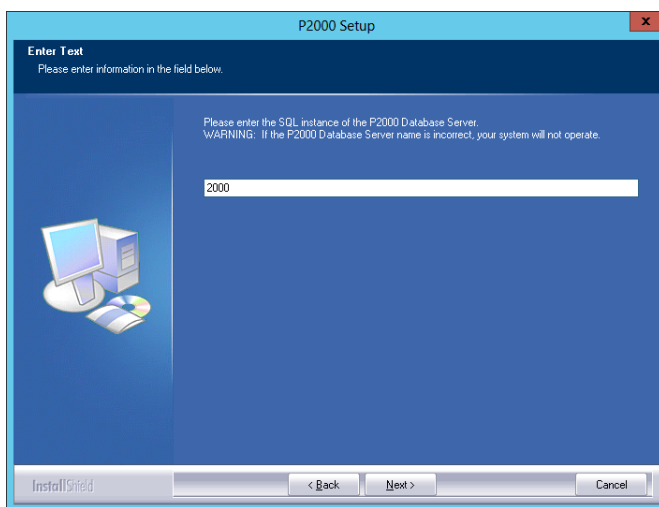 P2000 Setup
x
Enter Text
Please enter information in the field below.
Please enter the SQL instance of the P2000 Database Server.
WARNING:  If the P2000 Database Server name is incorrect, your system will not operate.
2000
InstallShield
< Back
Next >
Cancel